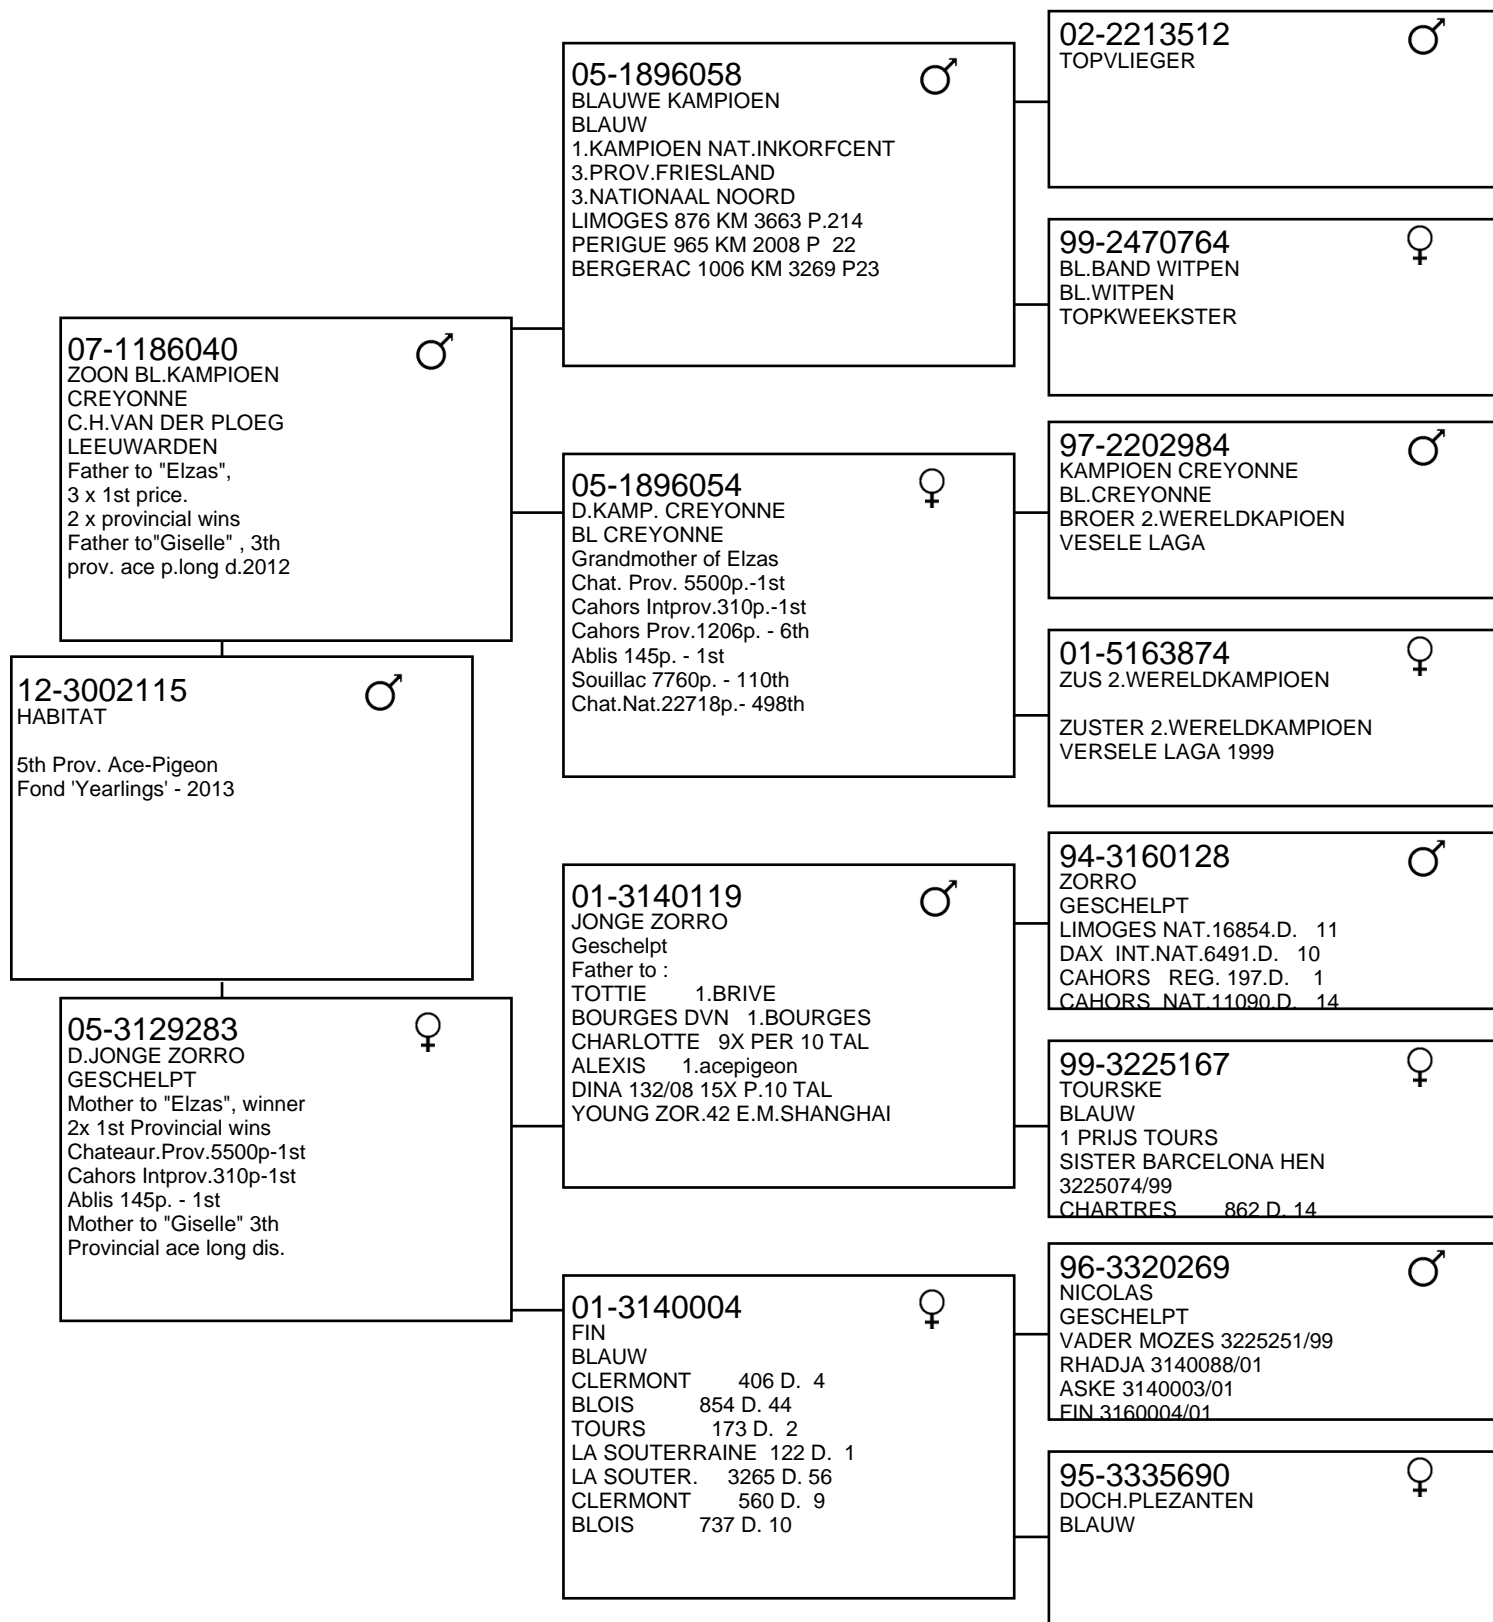 12-3002115
HABITAT
5th Prov. Ace-Pigeon
Fond 'Yearlings' - 2013
07-1186040
ZOON BL.KAMPIOEN
CREYONNE
C.H.VAN DER PLOEG
LEEUWARDEN
Father to "Elzas",
3 x 1st price.
2 x provincial wins
Father to"Giselle" , 3th
prov. ace p.long d.2012
05-3129283
D.JONGE ZORRO
GESCHELPT
Mother to "Elzas", winner
2x 1st Provincial wins
Chateaur.Prov.5500p-1st
Cahors Intprov.310p-1st
Ablis 145p. - 1st
Mother to "Giselle" 3th
Provincial ace long dis.
05-1896058
BLAUWE KAMPIOEN
BLAUW
1.KAMPIOEN NAT.INKORFCENT
3.PROV.FRIESLAND
3.NATIONAAL NOORD
LIMOGES 876 KM 3663 P.214
PERIGUE 965 KM 2008 P  22
BERGERAC 1006 KM 3269 P23
05-1896054
D.KAMP. CREYONNE
BL CREYONNE
Grandmother of Elzas
Chat. Prov. 5500p.-1st
Cahors Intprov.310p.-1st
Cahors Prov.1206p. - 6th
Ablis 145p. - 1st
Souillac 7760p. - 110th
Chat.Nat.22718p.- 498th
01-3140119
JONGE ZORRO
Geschelpt
Father to :
TOTTIE 1.BRIVE
BOURGES DVN 1.BOURGES
CHARLOTTE 9X PER 10 TAL
ALEXIS 1.acepigeon
DINA 132/08 15X P.10 TAL
YOUNG ZOR.42 E.M.SHANGHAI
01-3140004
FIN
BLAUW
CLERMONT 406 D. 4
BLOIS 854 D. 44
TOURS 173 D. 2
LA SOUTERRAINE 122 D. 1
LA SOUTER. 3265 D. 56
CLERMONT 560 D. 9
BLOIS 737 D. 10
02-2213512
TOPVLIEGER
99-2470764
BL.BAND WITPEN
BL.WITPEN
TOPKWEEKSTER
97-2202984
KAMPIOEN CREYONNE
BL.CREYONNE
BROER 2.WERELDKAPIOEN
VESELE LAGA
01-5163874
ZUS 2.WERELDKAMPIOEN
ZUSTER 2.WERELDKAMPIOEN
VERSELE LAGA 1999
94-3160128
ZORRO
GESCHELPT
LIMOGES NAT.16854.D. 11
DAX INT.NAT.6491.D. 10
CAHORS REG. 197.D. 1
CAHORS NAT.11090.D. 14
99-3225167
TOURSKE
BLAUW
1 PRIJS TOURS
SISTER BARCELONA HEN
3225074/99
CHARTRES 862 D. 14
96-3320269
NICOLAS
GESCHELPT
VADER MOZES 3225251/99
RHADJA 3140088/01
ASKE 3140003/01
FIN 3160004/01
95-3335690
DOCH.PLEZANTEN
BLAUW